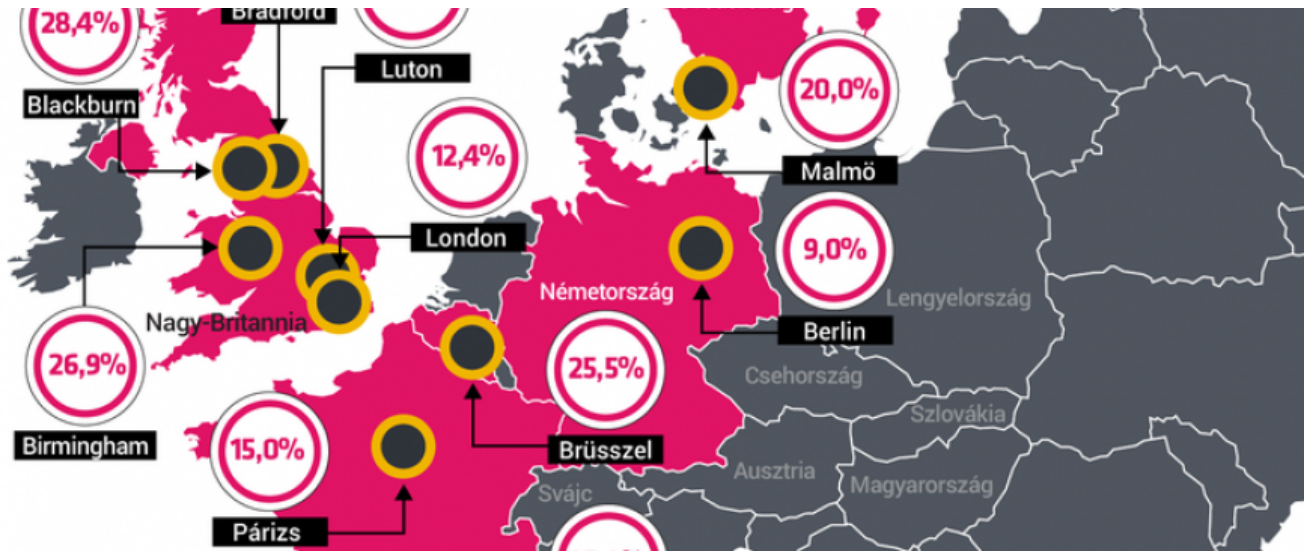 28,4%
Bradford
Luton
Blackburn
12,4%
20,0%
Malmö
London
9,0%
Németország
Lengyelország
Nagy-Britannia
Berlin
26,9%
25,5%
Csehország
Szlovákia
Birmingham
15,0%
Brüsszel
Ausztria
Magyarország
Svájc
Párizs